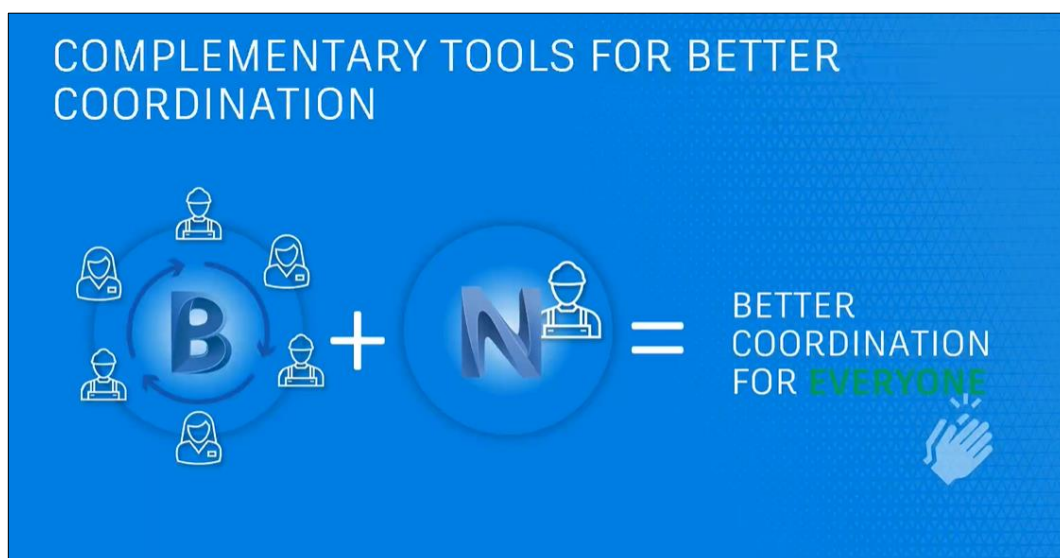 COMPLEMENTARY TOOLS FOR BETTER
COORDINATION
B
+
N
=
BETTER
COORDINATION
FOR EVERYONE